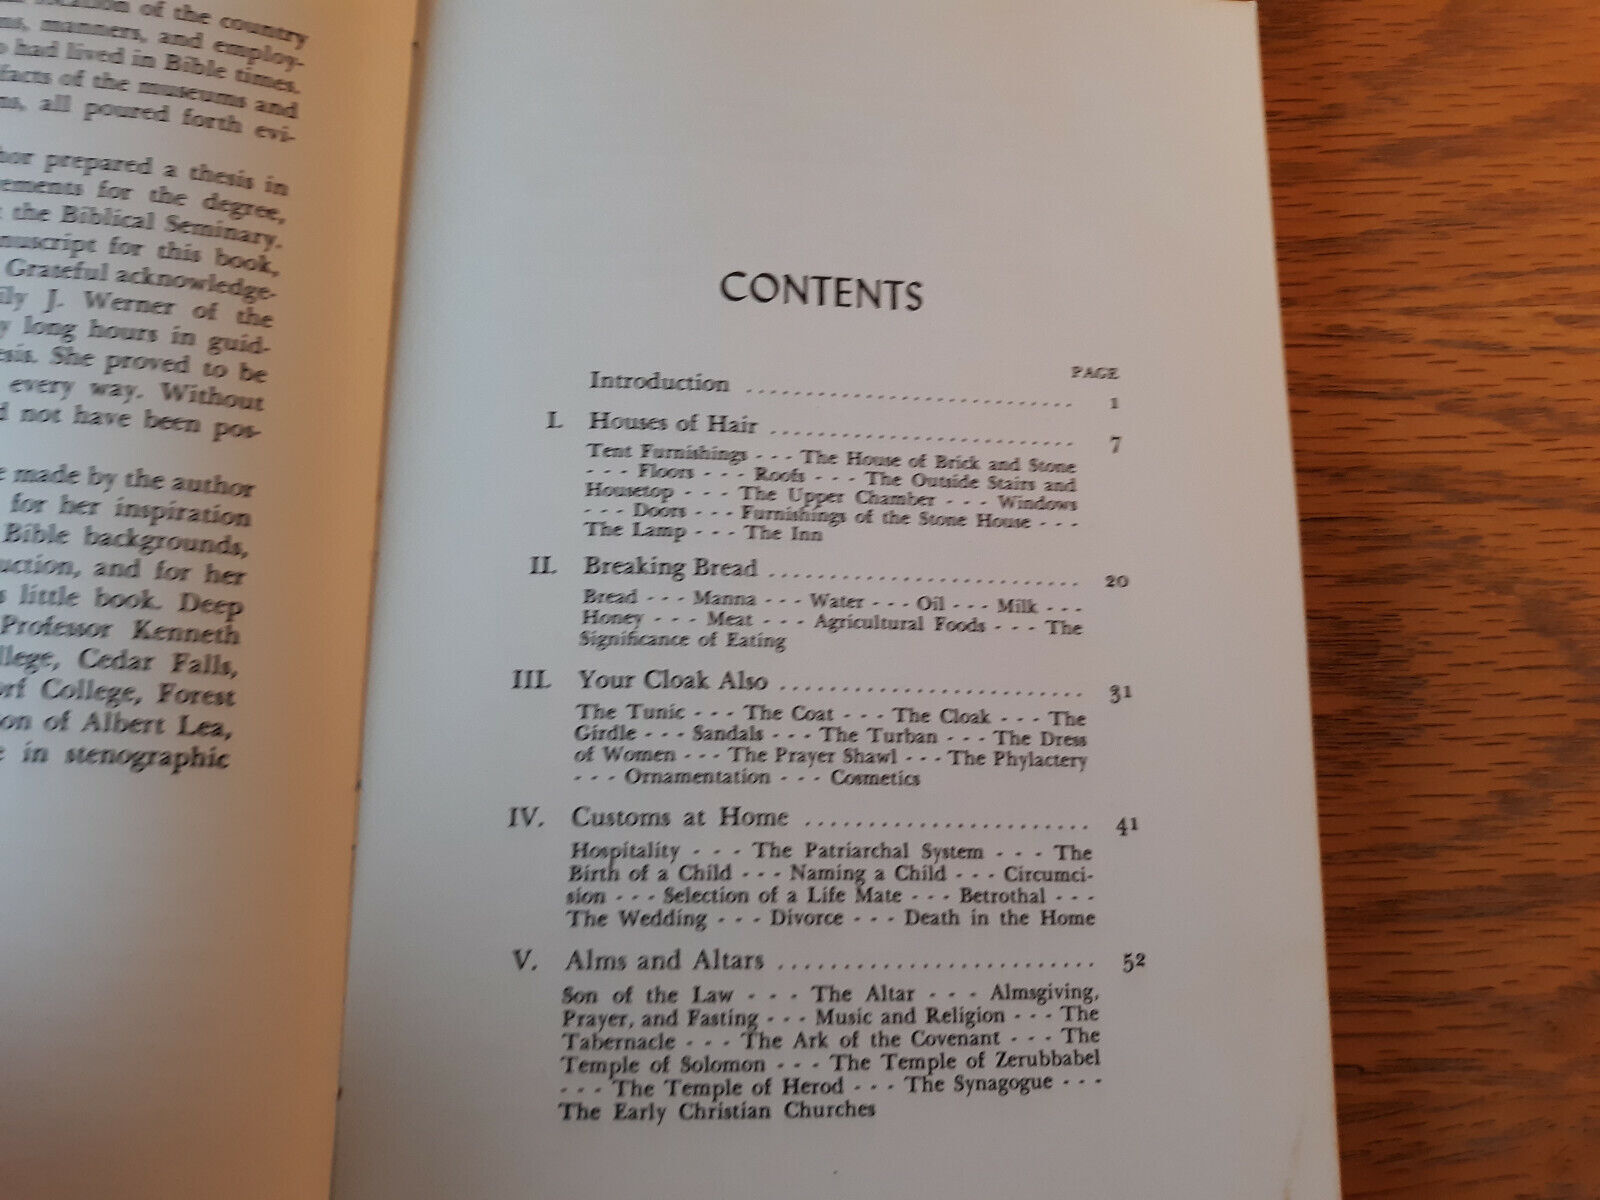 location of the country
manners, and employ-
had lived in Bible times.
facts of the museums and
all poured forth evi-
prepared a thesis in
for the degree,
the Biblical Seminary.
for this book,
Grateful acknowledge-
J. Werner of the
long hours in guid-
She proved to be
every way. Without
not have been pos-
made by the author
for her inspiration
Bible backgrounds,
and for her
little book. Deep
Professor Kenneth
Cedar Falls,
College, Forest
of Albert Lea,
in stenographic
CONTENTS
PAGE
Introduction ........................... 1
I. Houses of Hair ......................... 7
Tent Furnishings - - - The House of Brick and Stone
- - - Floors - - - Roofs - - - The Outside Stairs and
Housetop - - - The Upper Chamber - - - Windows
- - - Doors - - - Furnishings of the Stone House - - -
The Lamp - - - The Inn
II. Breaking Bread ......................... 20
Bread - - - Manna - - - Water - - - Oil - - - Milk - - -
Honey - - - Meat - - - Agricultural Foods - - - The
Significance of Eating
III. Your Cloak Also ......................... 31
The Tunic - - - The Coat - - - The Cloak - - - The
Girdle - - - Sandals - - - The Turban - - - The Dress
of Women - - - The Prayer Shawl - - - The Phylactery
- - - Ornamentation - - - Cosmetics
IV. Customs at Home ....................... 41
Hospitality - - - The Patriarchal System - - - The
Birth of a Child - - - Naming a Child - - - Circumci-
sion - - - Selection of a Life Mate - - - Betrothal - - -
The Wedding - - - Divorce - - - Death in the Home
V. Alms and Altars ......................... 52
Son of the Law - - - The Altar - - - Almsgiving,
Prayer, and Fasting - - - Music and Religion - - - The
Tabernacle - - - The Ark of the Covenant - - - The
Temple of Solomon - - - The Temple of Zerubbabel
- - - The Temple of Herod - - - The Synagogue - - -
The Early Christian Churches